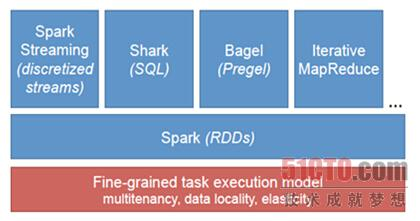 Spark
Streaming
(discretized
streams)
Shark
(SQL)
Bagel
(Pregel)
Iterative
MapReduce
...
Spark (RDDs)
51CTO.com
技术成就梦想
Fine-grained task execution model
multitenancy, data locality, elasticity